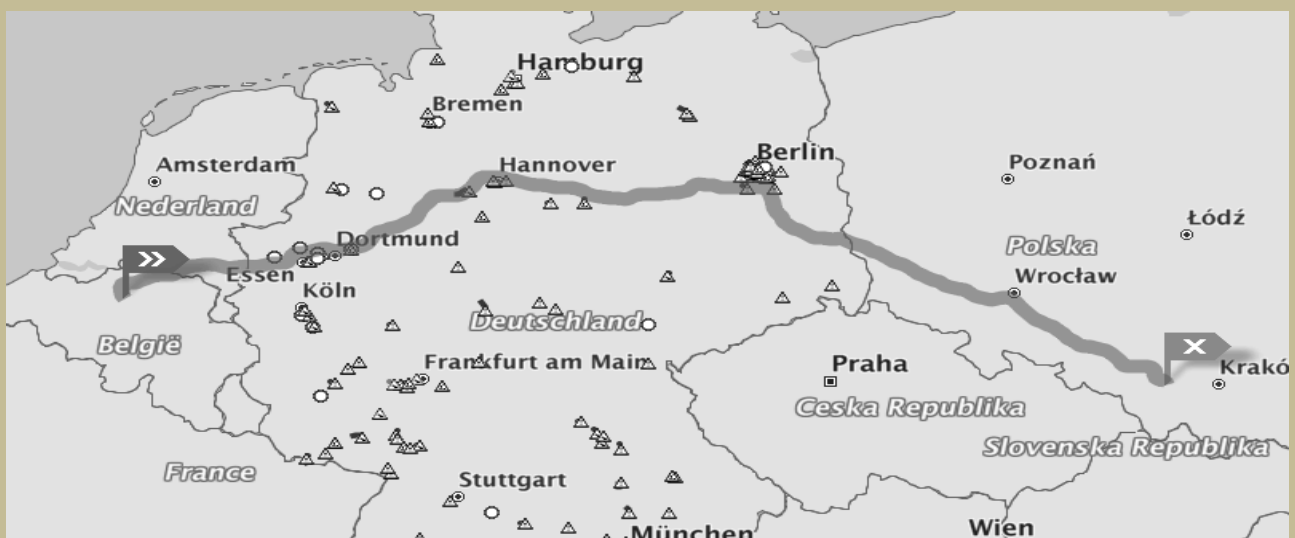 Hamburg
Bremen
Berlin
Amsterdam
Hannover
Poznań
Nederland
Łódź
Dortmund
Polska
Essen
Wrocław
Köln
Deutschland
België
Frankfurt am Main
Praha
Krakó
Ceska Republika
Slovenska Republika
France
Stuttgart
München
Wien